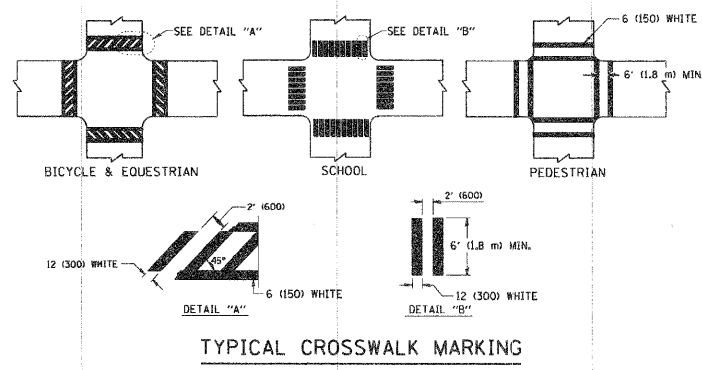 SEE DETAIL "A"
SEE DETAIL "B"
6 (150) WHITE
6' (1.8 m) MIN.
BICYCLE & EQUESTRIAN
SCHOOL
PEDESTRIAN
2' (600)
12 (300) WHITE
45°
6 (150) WHITE
DETAIL "A"
2' (600)
6' (1.8 m) MIN.
12 (300) WHITE
DETAIL "B"
TYPICAL CROSSWALK MARKING